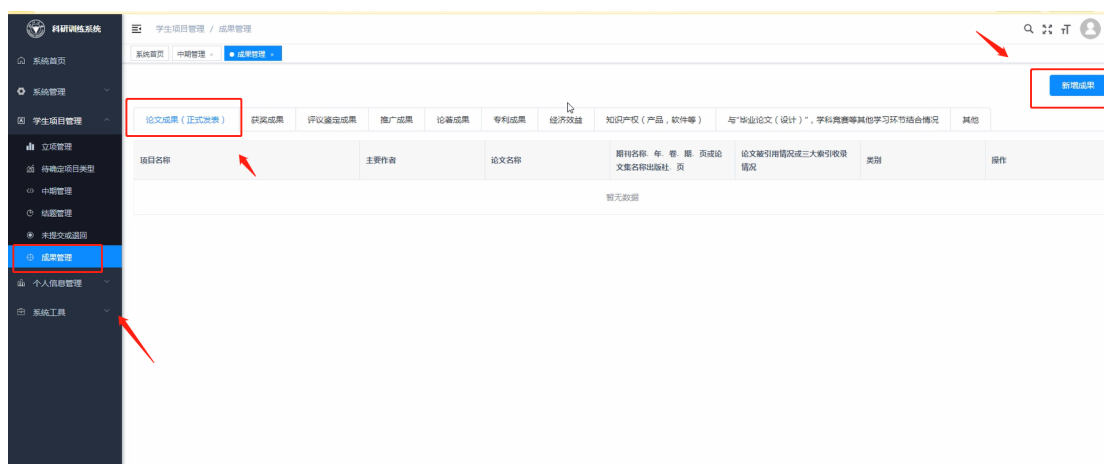 科研训练系统
学生项目管理 / 成果管理
系统首页
中期管理 ×
成果管理 ×
系统首页
系统管理
学生项目管理
立项管理
待确定项目类型
中期管理
结题管理
未提交或退回
成果管理
个人信息管理
系统工具
新增成果
论文成果（正式发表）
获奖成果
评议鉴定成果
推广成果
论著成果
专利成果
经济效益
知识产权（产品，软件等）
与“毕业论文（设计）”，学科竞赛等其他学习环节结合情况
其他
项目名称
主要作者
论文名称
期刊名称. 年. 卷. 期. 页或论
文集名称出版社. 页
论文被引用情况或三大索引收录
情况
类别
操作
暂无数据